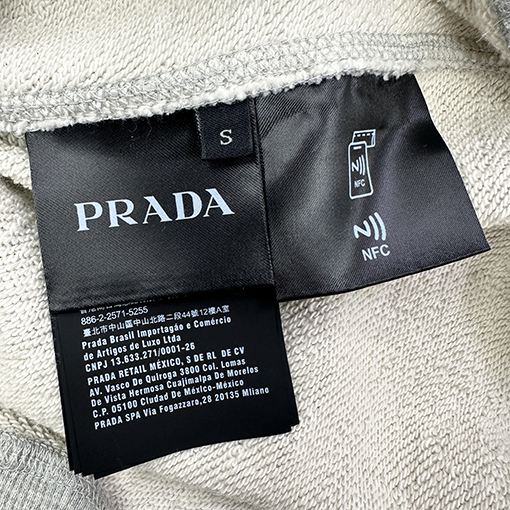 S
PRADA
NFC
NFC
886-2-2571-5255
臺北市中山區中山北路二段44號12樓A室
Prada Brasil Importação e Comércio
de Artigos de Luxo Ltda
CNPJ 13.633.271/0001-26
PRADA RETAIL MÉXICO, S DE RL DE CV
AV. Vasco De Quiroga 3800 Col. Lomas
De Vista Hermosa Cuajimalpa De Morelos
C.P. 05100 Ciudad De México-México
PRADA SPA Via Fogazzaro,28 20135 Milano